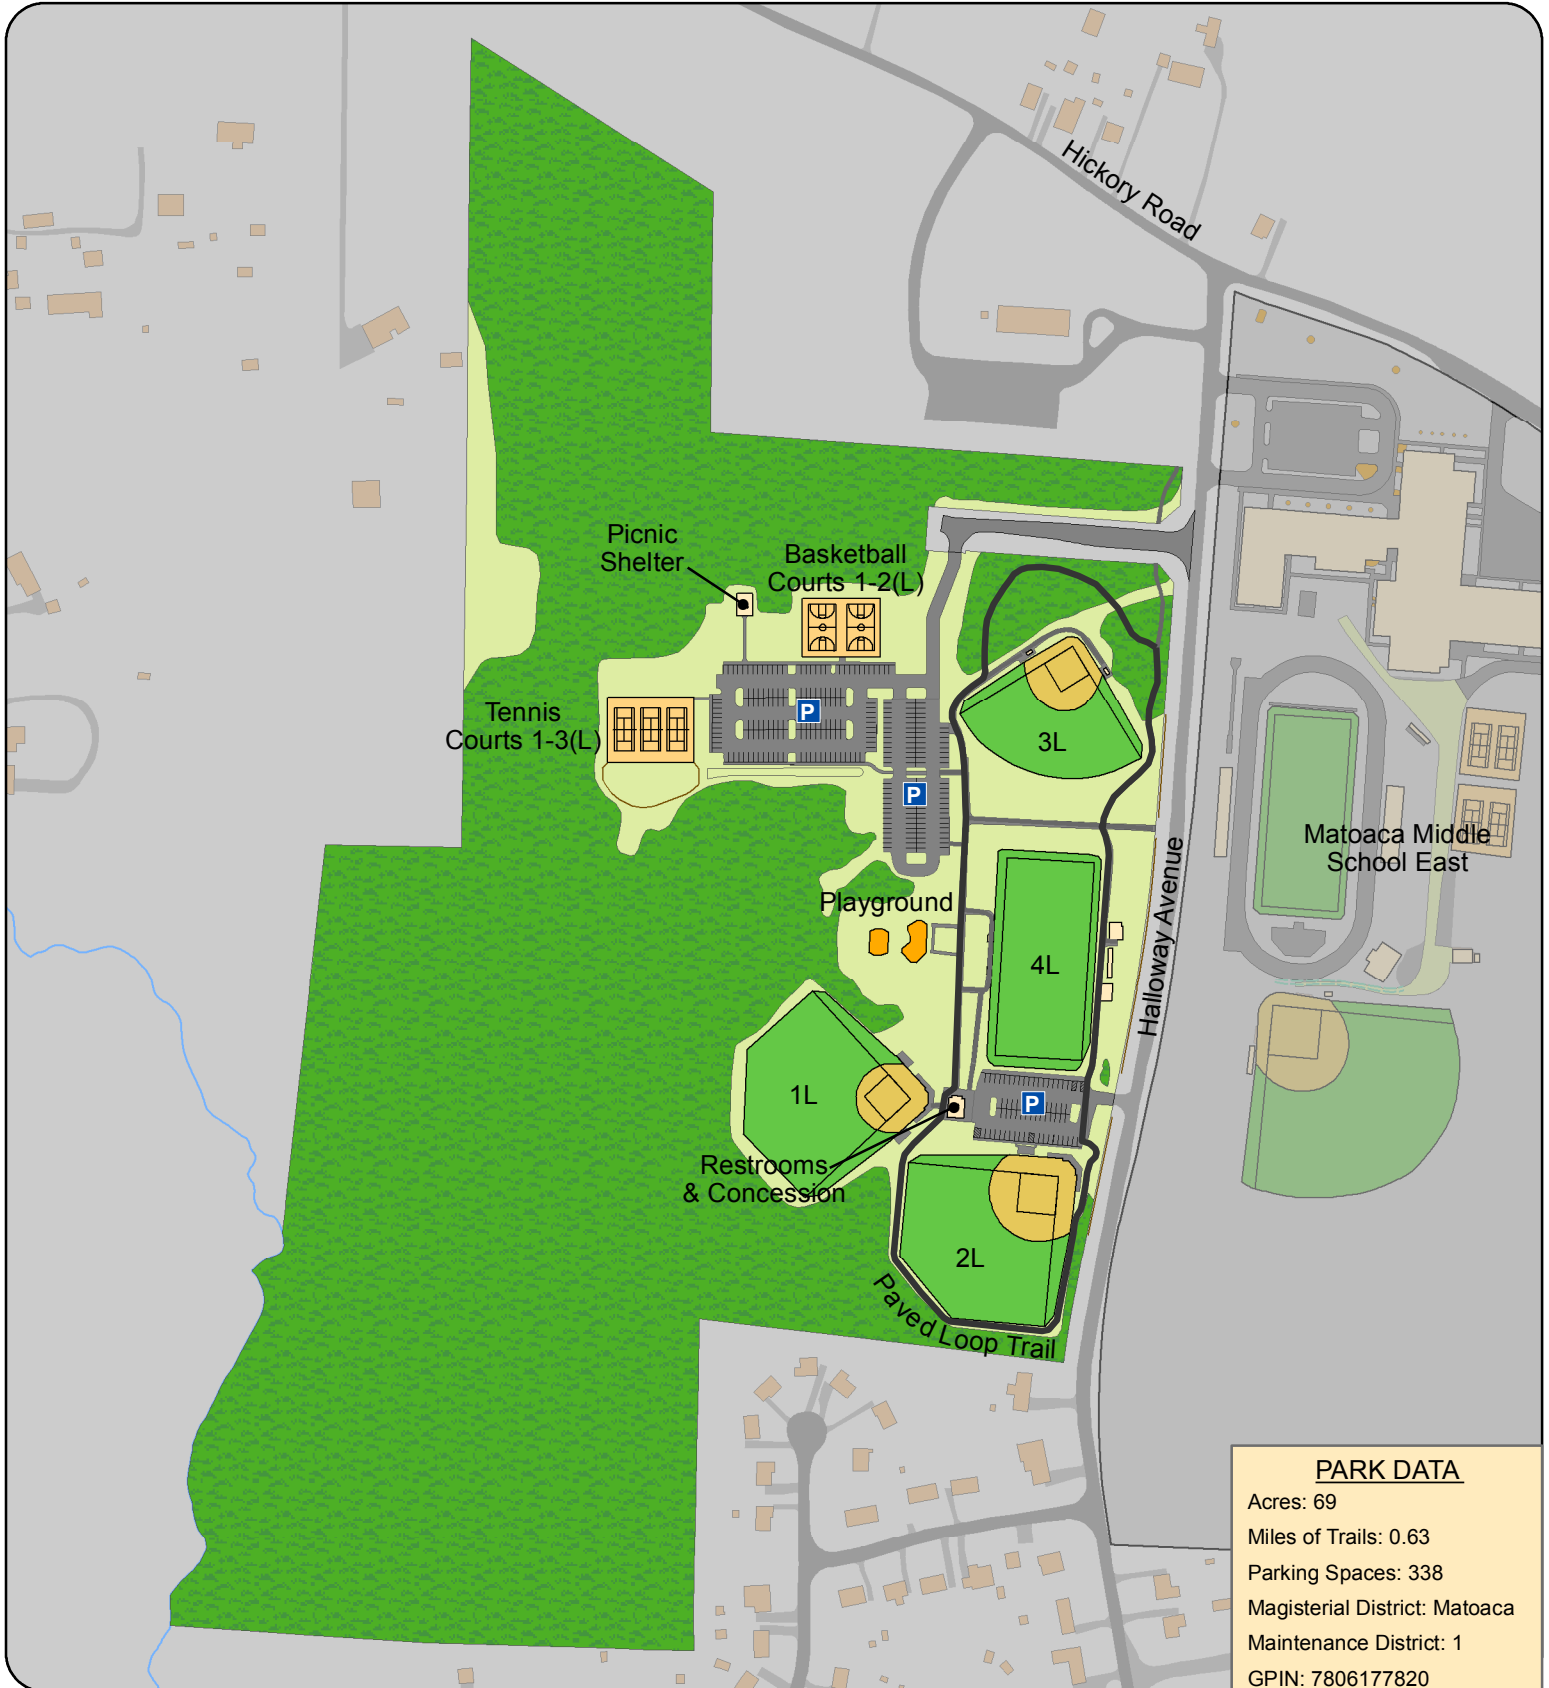 Hickory Road
Picnic
Shelter
Basketball
Courts 1-2(L)
Tennis
Courts 1-3(L)
P
3L
P
Matoaca Middle
School East
Halloway Avenue
Playground
4L
1L
P
Restrooms
& Concession
2L
Paved Loop Trail
PARK DATA
Acres: 69
Miles of Trails: 0.63
Parking Spaces: 338
Magisterial District: Matoaca
Maintenance District: 1
GPIN: 7806177820